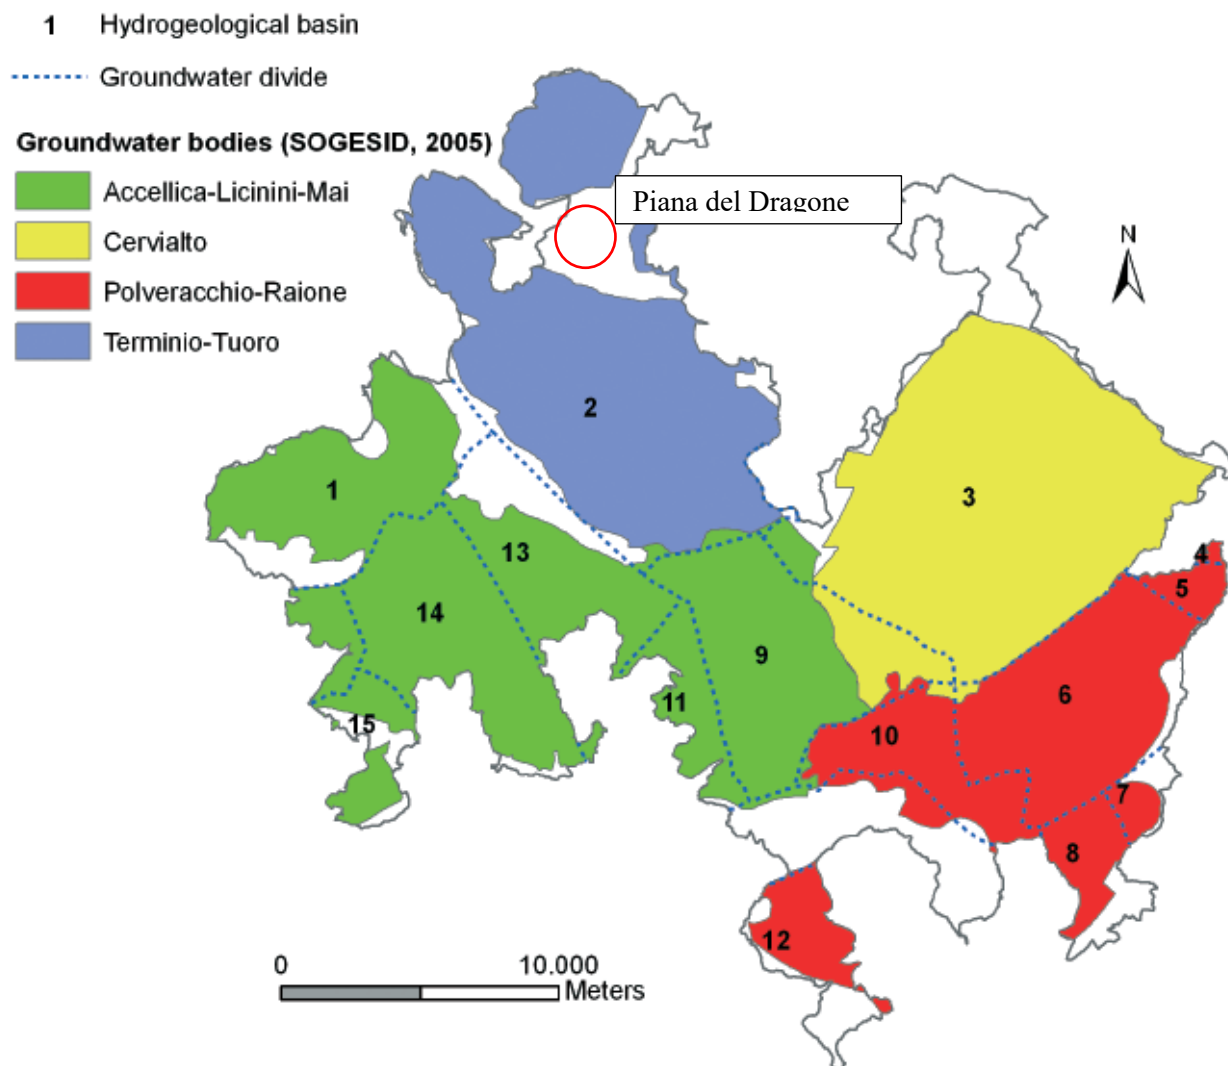 1 Hydrogeological basin
Groundwater divide
Groundwater bodies (SOGESID, 2005)
Accellica-Licinini-Mai
Cervialto
Polveracchio-Raione
Terminio-Tuoro
Piana del Dragone
N
2
1
3
13
4
5
14
9
6
11
15
10
7
8
12
0 10.000
Meters